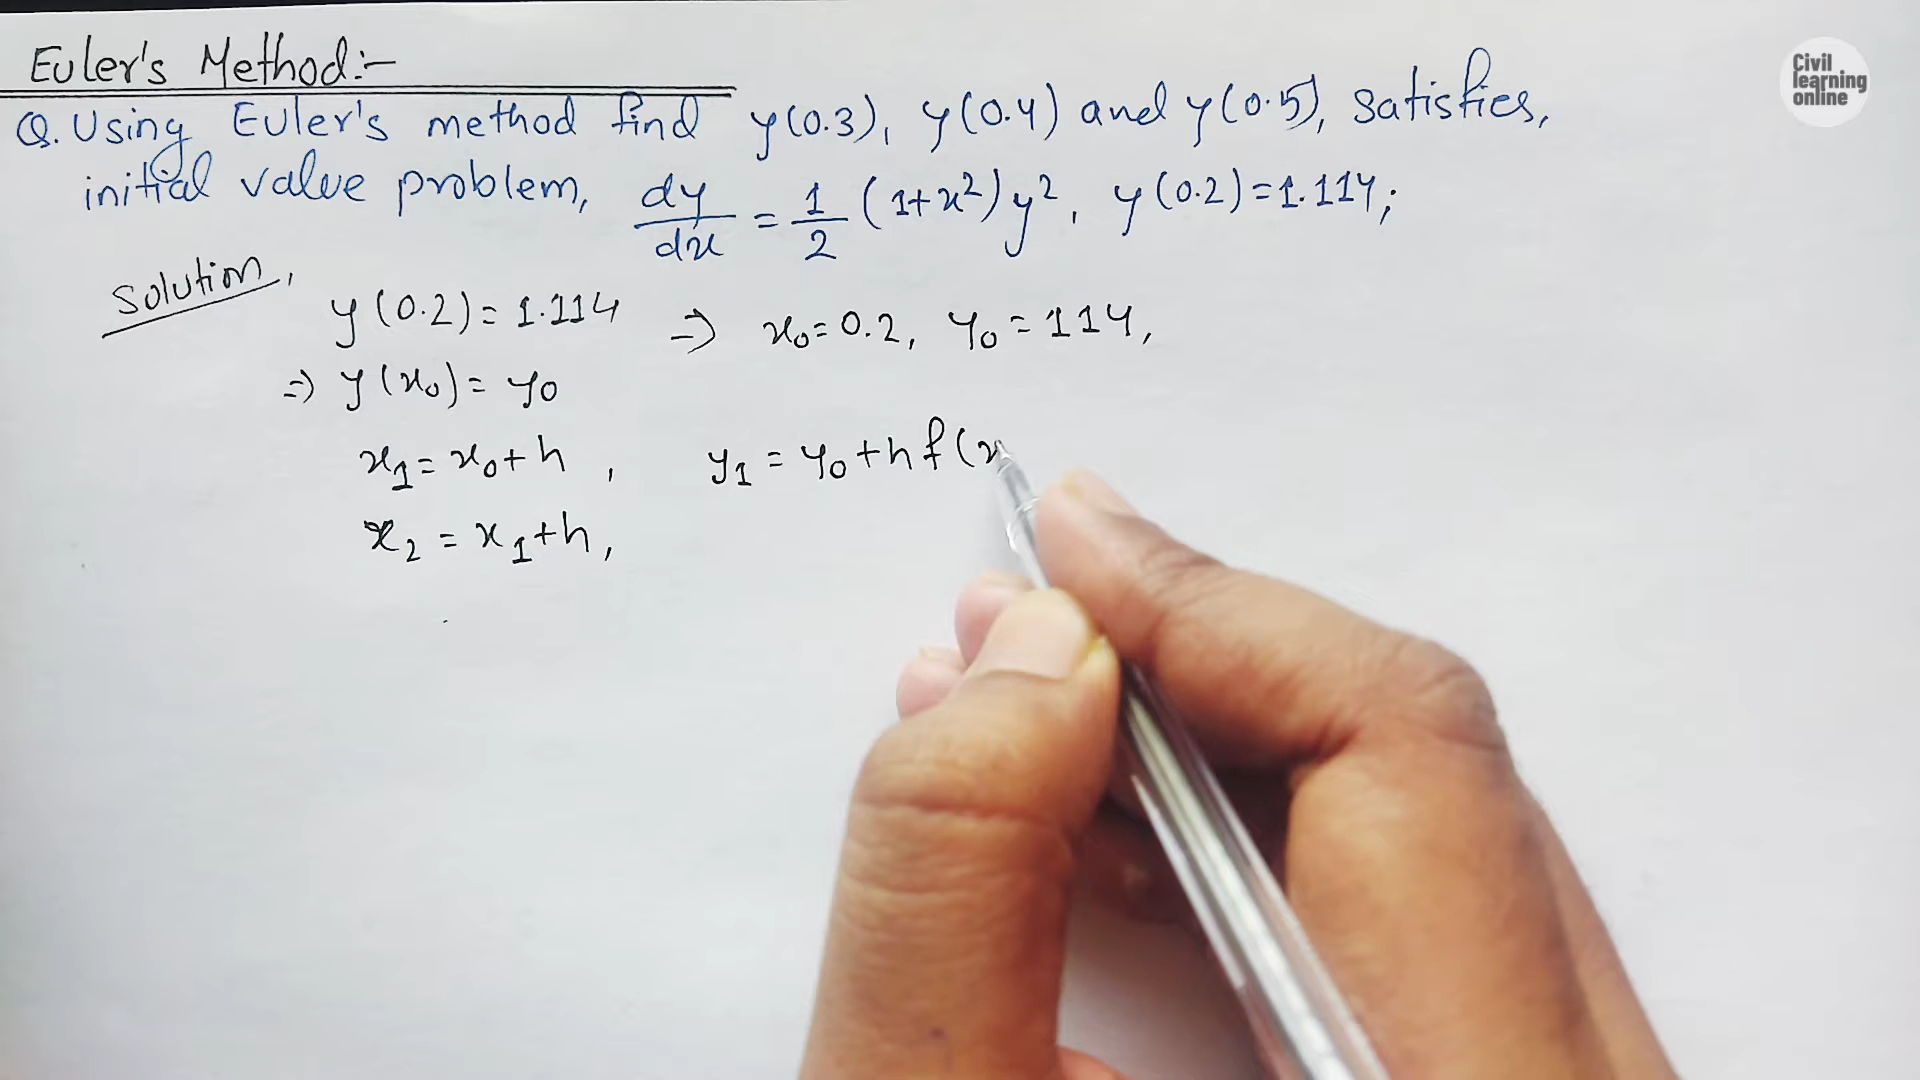 Euler's Method:-
Civil learning online
Q. Using Euler's method find y(0.3), y(0.4) and y(0.5), satisfies,
initial value problem, dy/dx = 1/2 (1+x²)y², y(0.2)=1.114;
Solution,
y(0.2)=1.114 => x₀=0.2, y₀=114,
=> y(x₀)=y₀
x₁=x₀+h, y₁=y₀+hf(x
x₂=x₁+h,